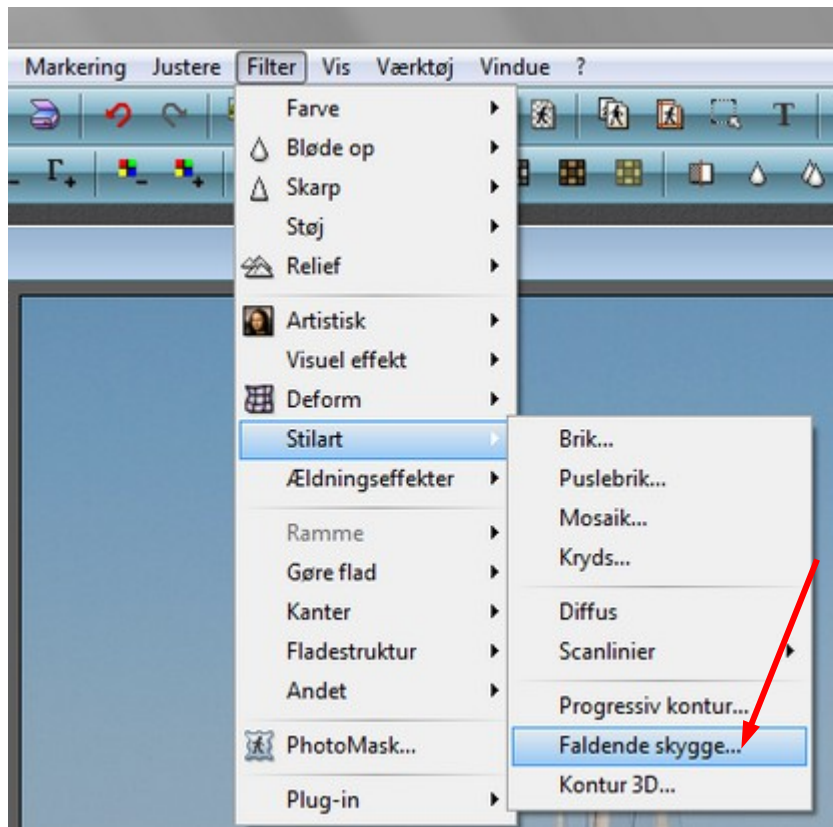 Markering Justere Filter Vis Værktøj Vindue ?
T
Γ
Farve
Bløde op
Skarp
Støj
Relief
Artistisk
Visuel effekt
Deform
Stilart
Ældningseffekter
Ramme
Gøre flad
Kanter
Fladestruktur
Andet
PhotoMask...
Plug-in
Brik...
Puslebrik...
Mosaik...
Kryds...
Diffus
Scanlinier
Progressiv kontur...
Faldende skygge...
Kontur 3D...